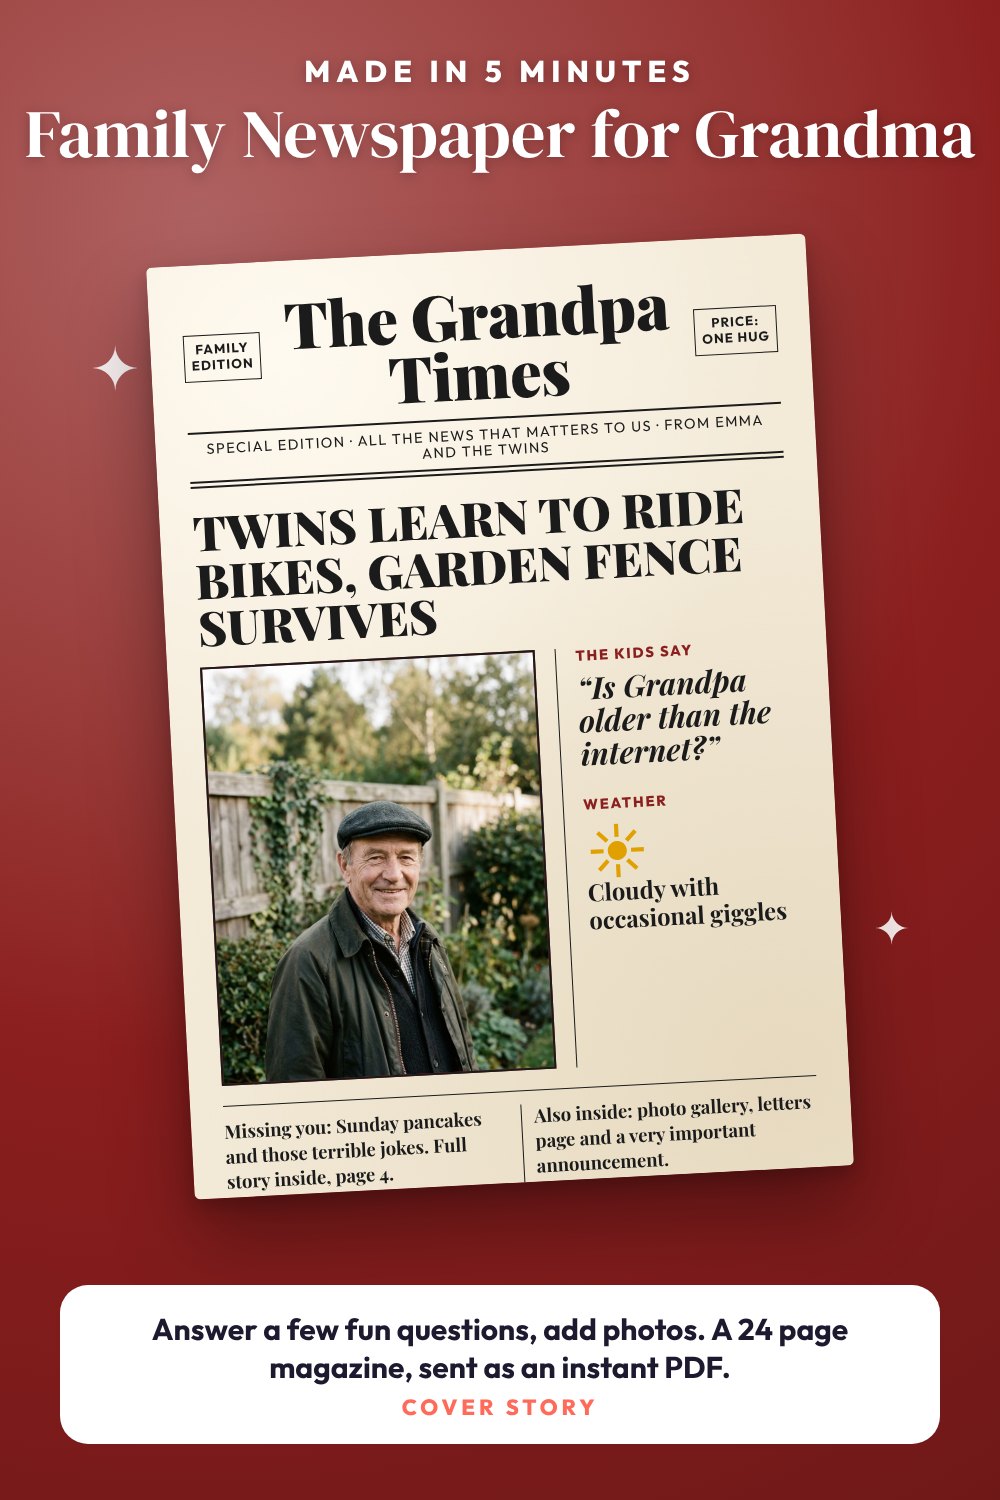 MADE IN 5 MINUTES
Family Newspaper for Grandma
FAMILY
EDITION
The Grandpa
Times
PRICE:
ONE HUG
SPECIAL EDITION · ALL THE NEWS THAT MATTERS TO US · FROM EMMA
AND THE TWINS
TWINS LEARN TO RIDE
BIKES, GARDEN FENCE
SURVIVES
THE KIDS SAY
“Is Grandpa
older than the
internet?”
WEATHER
Cloudy with
occasional giggles
Missing you: Sunday pancakes
and those terrible jokes. Full
story inside, page 4.
Also inside: photo gallery, letters
page and a very important
announcement.
Answer a few fun questions, add photos. A 24 page
magazine, sent as an instant PDF.
COVER STORY